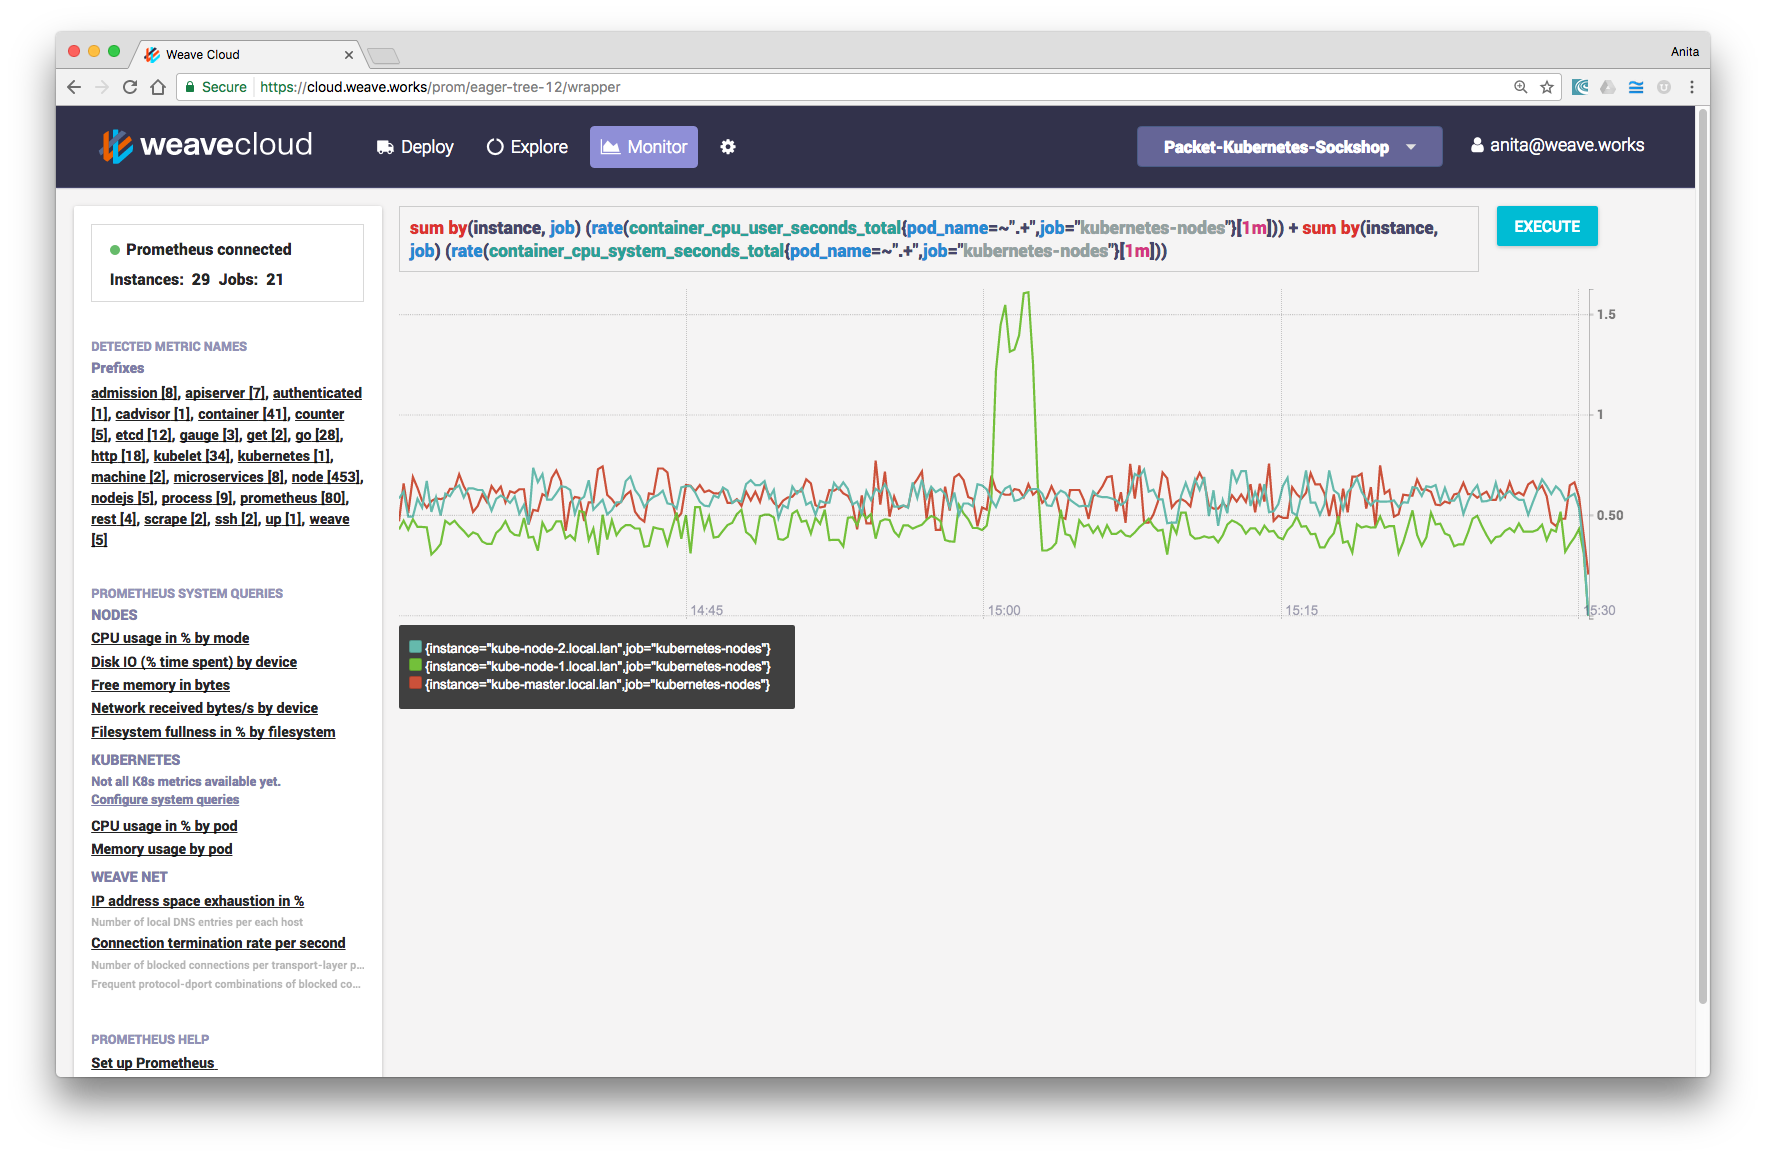 Weave Cloud
Anita
Secure https://cloud.weave.works/prom/eager-tree-12/wrapper
weavecloud Deploy Explore Monitor Packet-Kubernetes-Sockshop anita@weave.works
Prometheus connected
Instances: 29 Jobs: 21
DETECTED METRIC NAMES
Prefixes
admission [8], apiserver [7], authenticated
[1], cadvisor [1], container [41], counter
[5], etcd [12], gauge [3], get [2], go [28],
http [18], kubelet [34], kubernetes [1],
machine [2], microservices [8], node [453],
nodejs [5], process [9], prometheus [80],
rest [4], scrape [2], ssh [2], up [1], weave
[5]
PROMETHEUS SYSTEM QUERIES
NODES
CPU usage in % by mode
Disk IO (% time spent) by device
Free memory in bytes
Network received bytes/s by device
Filesystem fullness in % by filesystem
KUBERNETES
Not all K8s metrics available yet.
Configure system queries
CPU usage in % by pod
Memory usage by pod
WEAVE NET
IP address space exhaustion in %
Number of local DNS entries per each host
Connection termination rate per second
Number of blocked connections per transport-layer p...
Frequent protocol-dport combinations of blocked co...
PROMETHEUS HELP
Set up Prometheus
sum by(instance, job) (rate(container_cpu_user_seconds_total{pod_name=~".+",job="kubernetes-nodes"}[1m])) + sum by(instance,
job) (rate(container_cpu_system_seconds_total{pod_name=~".+",job="kubernetes-nodes"}[1m]))
EXECUTE
1.5
1
0.50
14:45 15:00 15:15 15:30
{instance="kube-node-2.local.lan",job="kubernetes-nodes"}
{instance="kube-node-1.local.lan",job="kubernetes-nodes"}
{instance="kube-master.local.lan",job="kubernetes-nodes"}